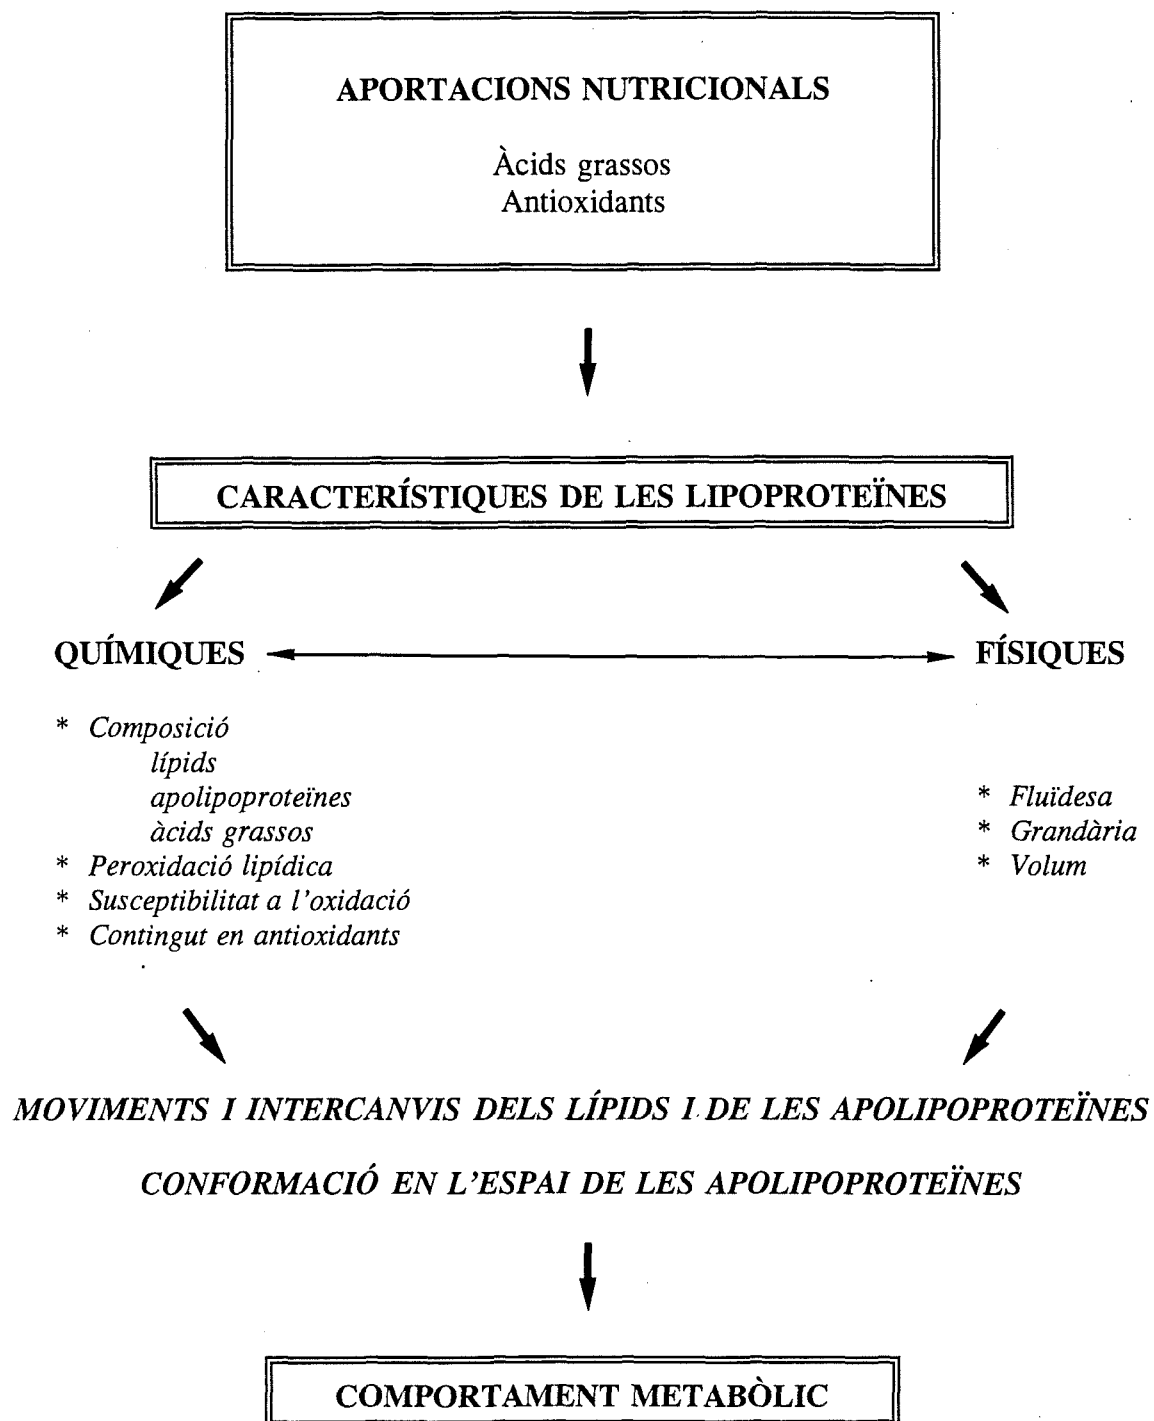 APORTACIONS NUTRICIONALS
Àcids grassos
Antioxidants
CARACTERÍSTIQUES DE LES LIPOPROTEÏNES
QUÍMIQUES
FÍSIQUES
* Composició
lípids
apolipoproteïnes
àcids grassos
* Peroxidació lipídica
* Susceptibilitat a l'oxidació
* Contingut en antioxidants
* Fluïdesa
* Grandària
* Volum
MOVIMENTS I INTERCANVIS DELS LÍPIDS I DE LES APOLIPOPROTEÏNES
CONFORMACIÓ EN L'ESPAI DE LES APOLIPOPROTEÏNES
COMPORTAMENT METABÒLIC